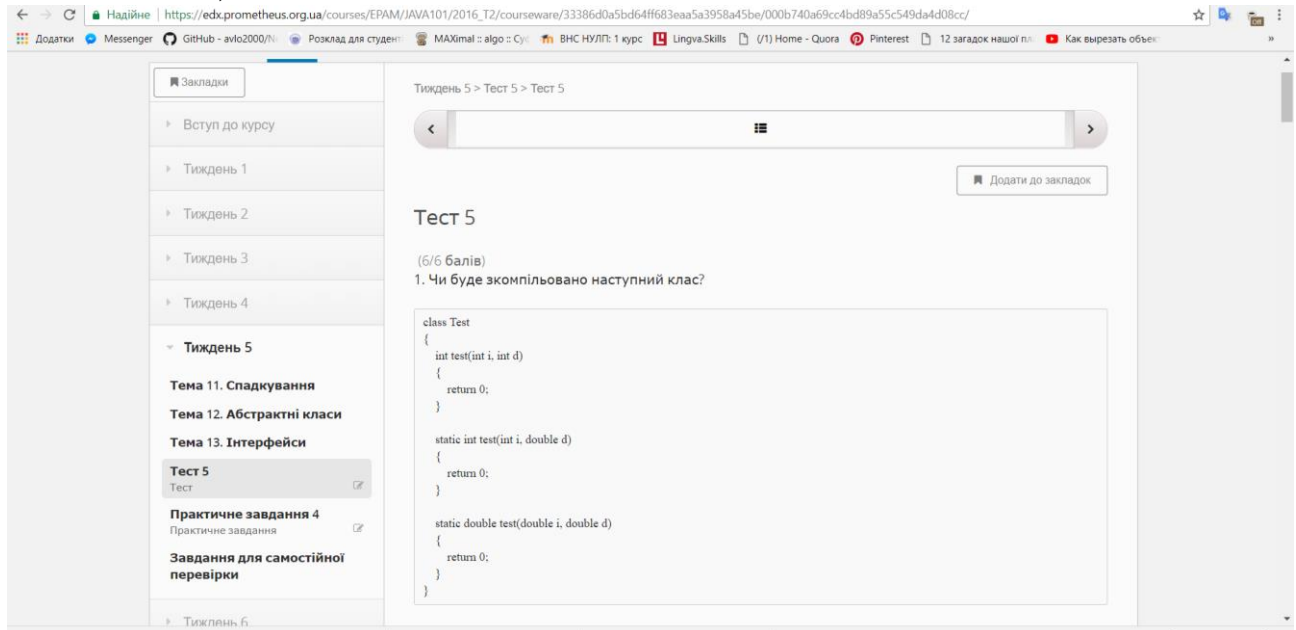 Надійне
https://edx.prometheus.org.ua/courses/EPAM/JAVA101/2016_T2/courseware/33386d0a5bd64ff683eaa5a3958a45be/000b740a69cc4bd89a55c549da4d08cc/
Додатки Messenger GitHub - avlo2000/N Розклад для студен MAXimal :: algo :: Су ВНС НУЛП: 1 курс Lingva.Skills (/1) Home - Quora Pinterest 12 загадок нашої пл Как вырезать объек »
Закладки
Вступ до курсу
Тиждень 1
Тиждень 2
Тиждень 3
Тиждень 4
Тиждень 5
Тема 11. Спадкування
Тема 12. Абстрактні класи
Тема 13. Інтерфейси
Тест 5
Тест
Практичне завдання 4
Практичне завдання
Завдання для самостійної
перевірки
Тиждень 6
Тиждень 5 > Тест 5 > Тест 5
Додати до закладок
Тест 5
(6/6 балів)
1. Чи буде зкомпільовано наступний клас?
class Test
{
int test(int i, int d)
{
return 0;
}
static int test(int i, double d)
{
return 0;
}
static double test(double i, double d)
{
return 0;
}
}